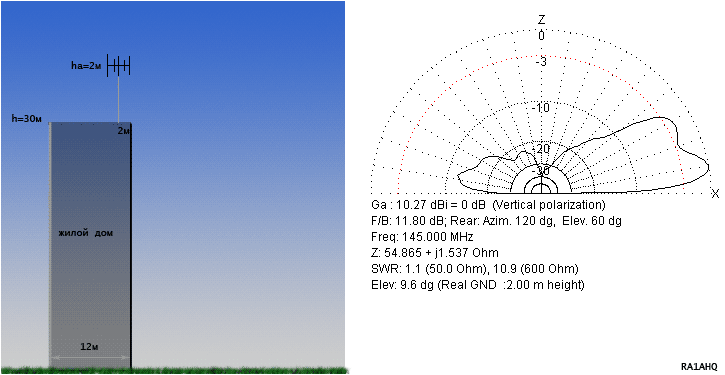 ha=2м
h=30м
2м
жилой дом
12м
Z
0
-3
-10
-20
-30
X
Ga : 10.27 dBi = 0 dB (Vertical polarization)
F/B: 11.80 dB; Rear: Azim. 120 dg, Elev. 60 dg
Freq: 145.000 MHz
Z: 54.865 + j1.537 Ohm
SWR: 1.1 (50.0 Ohm), 10.9 (600 Ohm)
Elev: 9.6 dg (Real GND :2.00 m height)
RA1AHQ